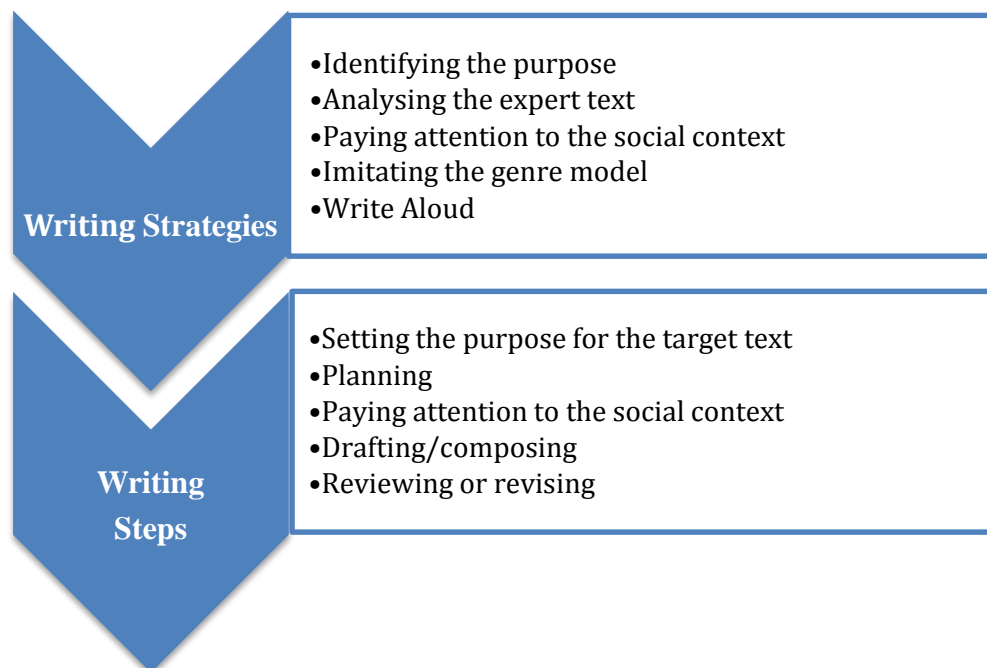 Writing Strategies
•Identifying the purpose
•Analysing the expert text
•Paying attention to the social context
•Imitating the genre model
•Write Aloud
Writing
Steps
•Setting the purpose for the target text
•Planning
•Paying attention to the social context
•Drafting/composing
•Reviewing or revising